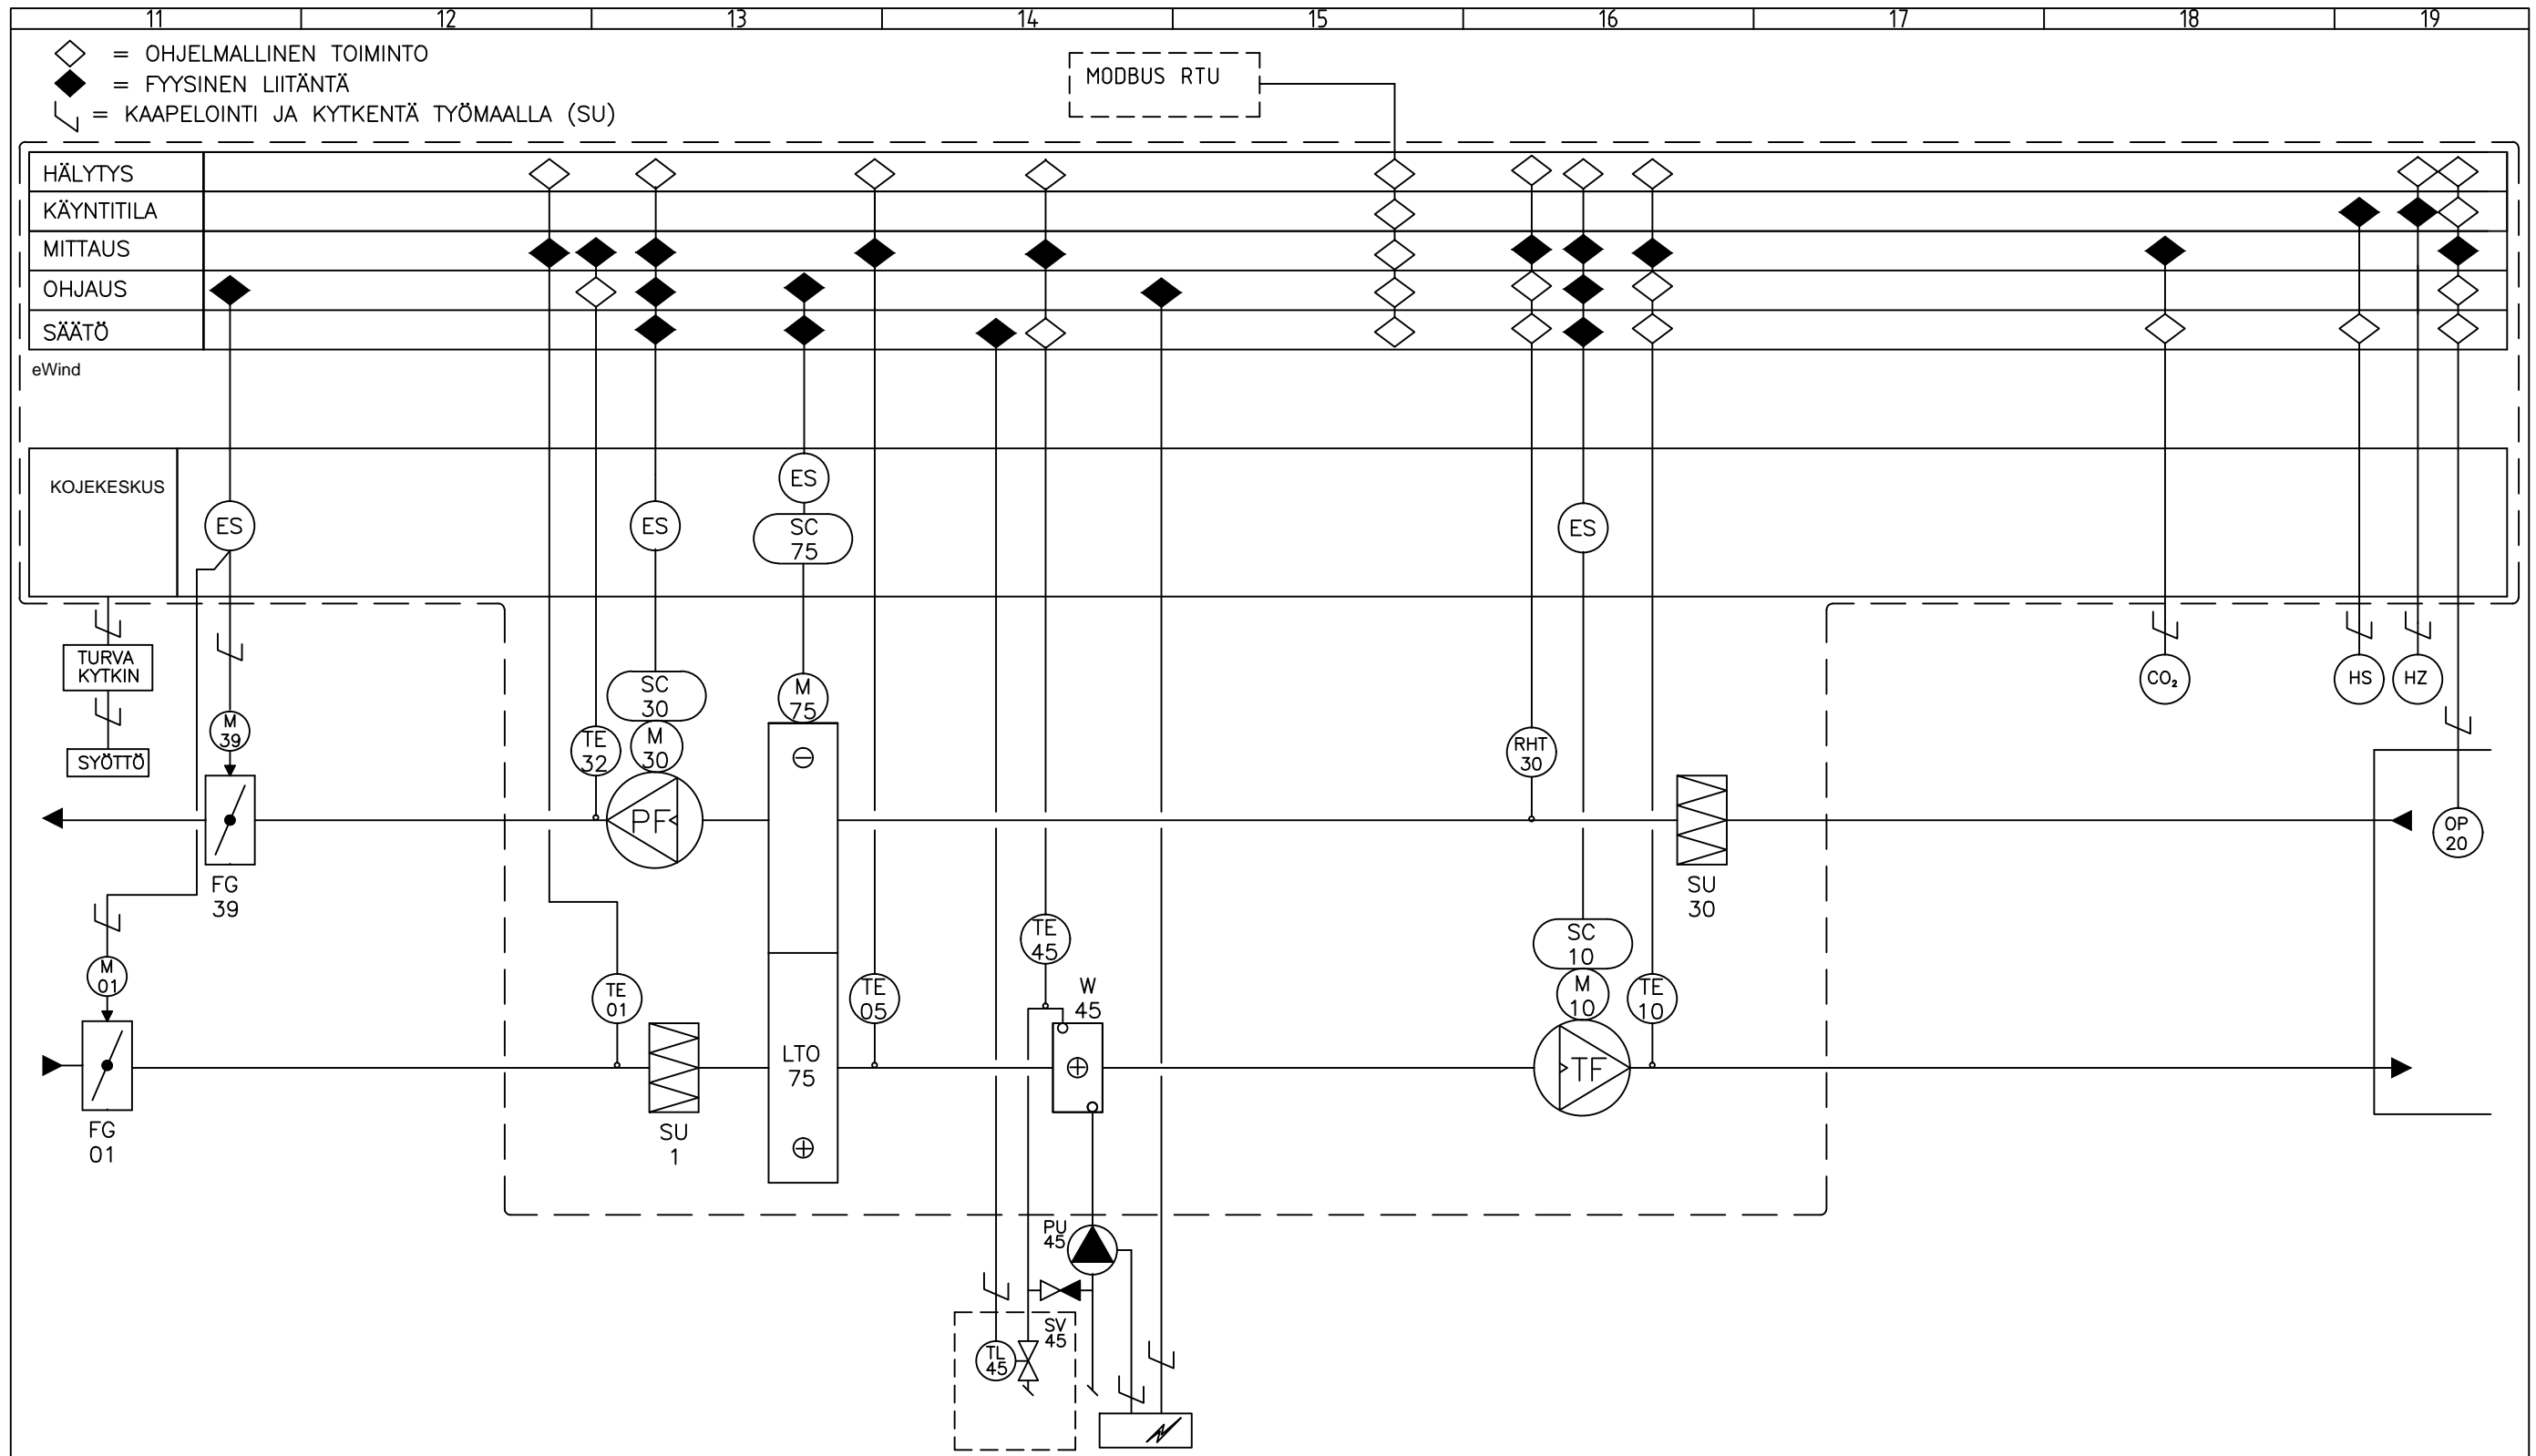 11 12 13 14 15 16 17 18 19
= OHJELMALLINEN TOIMINTO
= FYYSINEN LIITÄNTÄ
= KAAPELOINTI JA KYTKENTÄ TYÖMAALLA (SU)
MODBUS RTU
HÄLYTYS
KÄYNTITILA
MITTAUS
OHJAUS
SÄÄTÖ
eWind
KOJEKESKUS
ES
ES
ES
SC
75
ES
TURVA
KYTKIN
SYÖTTÖ
M
39
SC
30
M
30
TE
32
M
75
RHT
30
CO₂
HS
HZ
PF
OP
20
FG
39
SU
30
M
01
TE
01
TE
05
TE
45
W
45
SC
10
M
10
TE
10
LTO
75
TF
FG
01
SU
1
PU
45
SV
45
TL
45